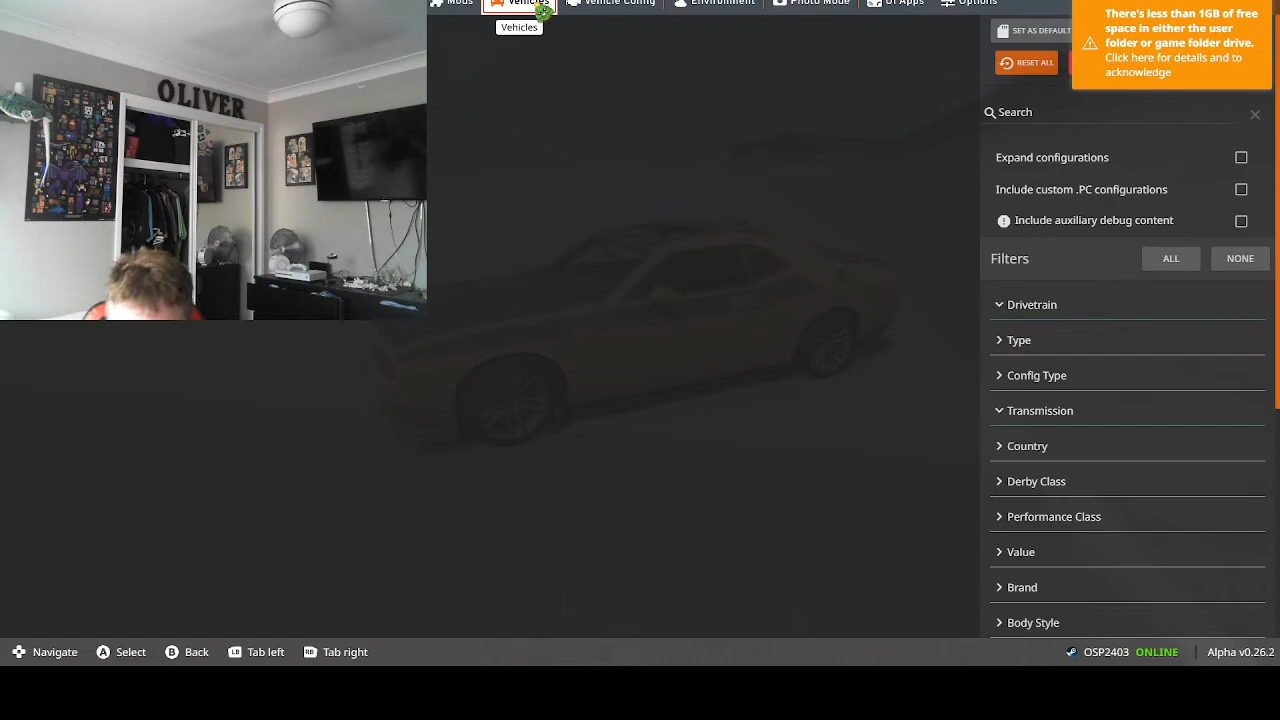 Mods
Vehicles
Vehicle Config
Environment
Photo Mode
UI Apps
Options
Vehicles
There's less than 1GB of free
space in either the user
folder or game folder drive.
Click here for details and to
acknowledge
SET AS DEFAULT
RESET ALL
OLIVER
Search
Expand configurations
Include custom .PC configurations
Include auxiliary debug content
Filters
ALL
NONE
Drivetrain
Type
Config Type
Transmission
Country
Derby Class
Performance Class
Value
Brand
Body Style
Navigate
A Select
B Back
LB Tab left
RB Tab right
OSP2403 ONLINE
Alpha v0.26.2